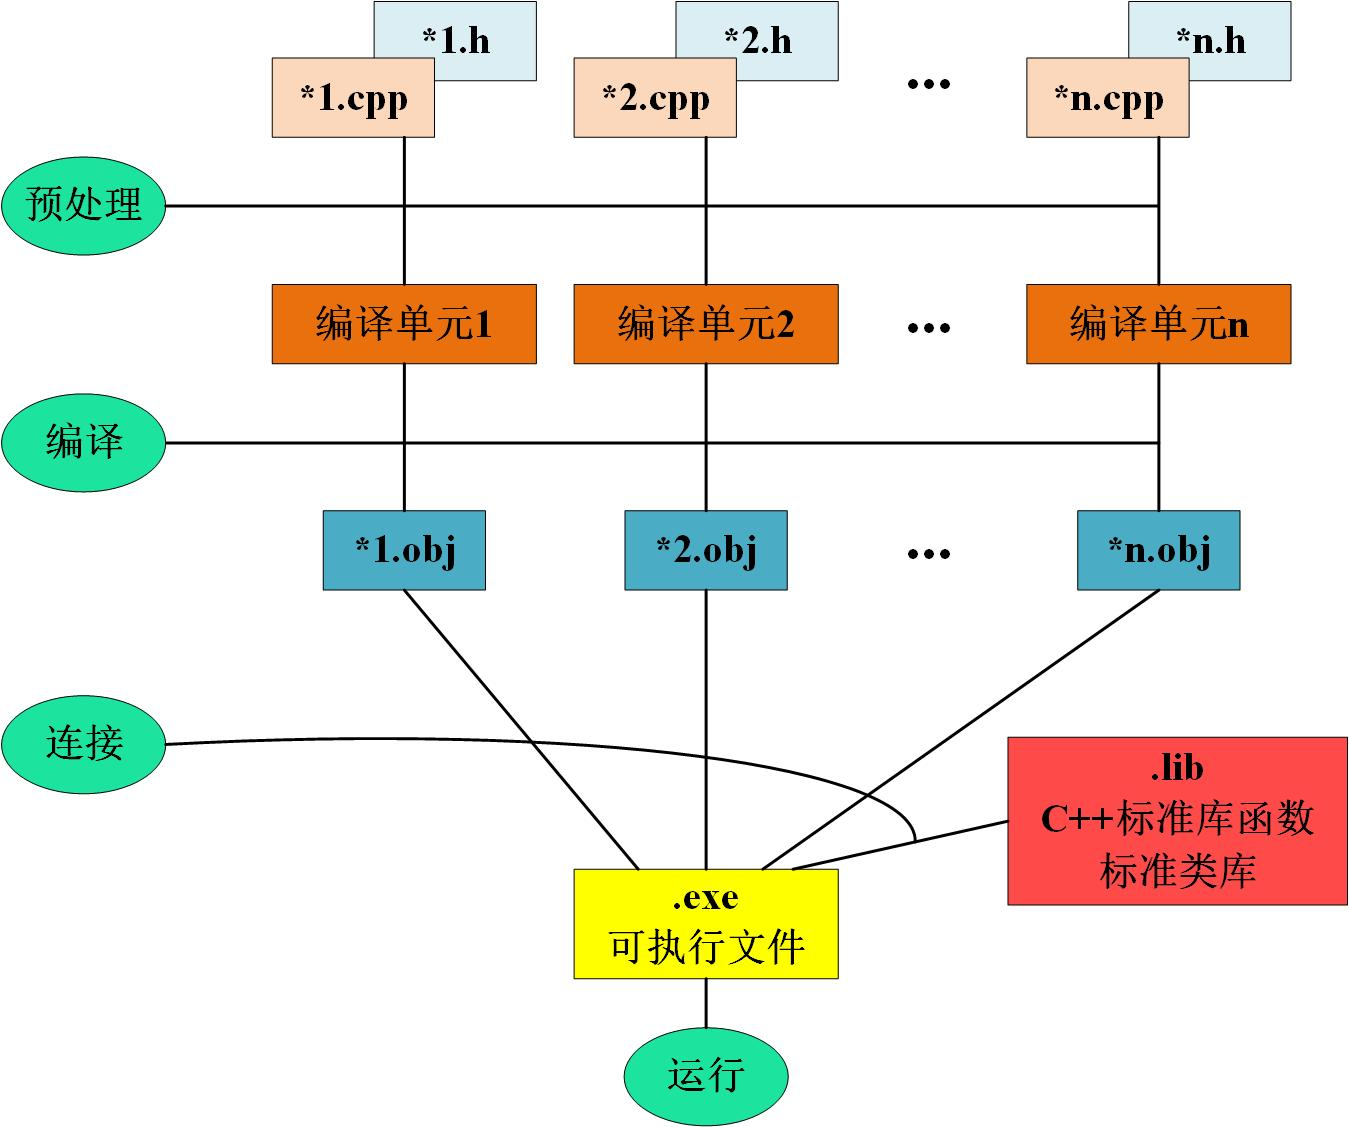 *1.h
*2.h
*n.h
*1.cpp
*2.cpp
...
*n.cpp
预处理
编译单元1
编译单元2
...
编译单元n
编译
*1.obj
*2.obj
...
*n.obj
连接
.lib
C++标准库函数
标准类库
.exe
可执行文件
运行